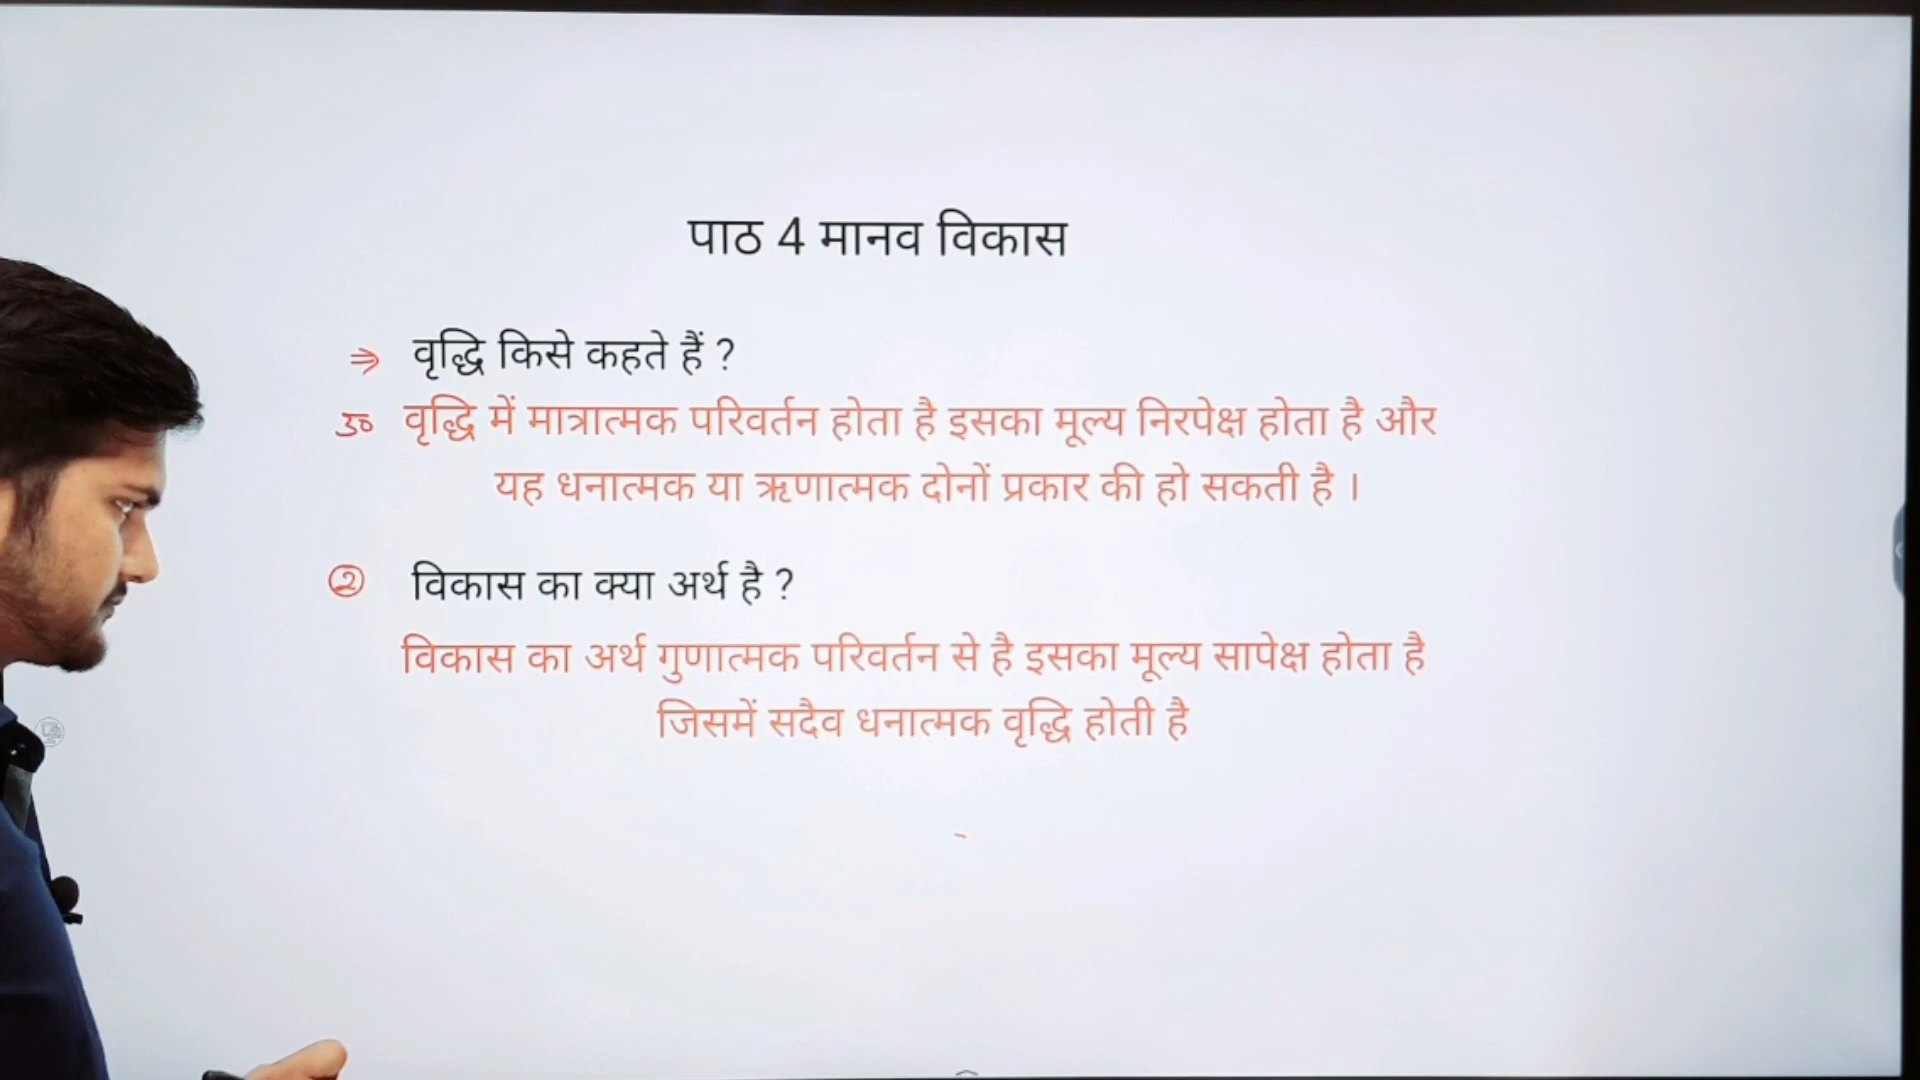 पाठ 4 मानव विकास
⇒ वृद्धि किसे कहते हैं ?
उ० वृद्धि में मात्रात्मक परिवर्तन होता है इसका मूल्य निरपेक्ष होता है और
यह धनात्मक या ऋणात्मक दोनों प्रकार की हो सकती है ।
② विकास का क्या अर्थ है ?
विकास का अर्थ गुणात्मक परिवर्तन से है इसका मूल्य सापेक्ष होता है
जिसमें सदैव धनात्मक वृद्धि होती है